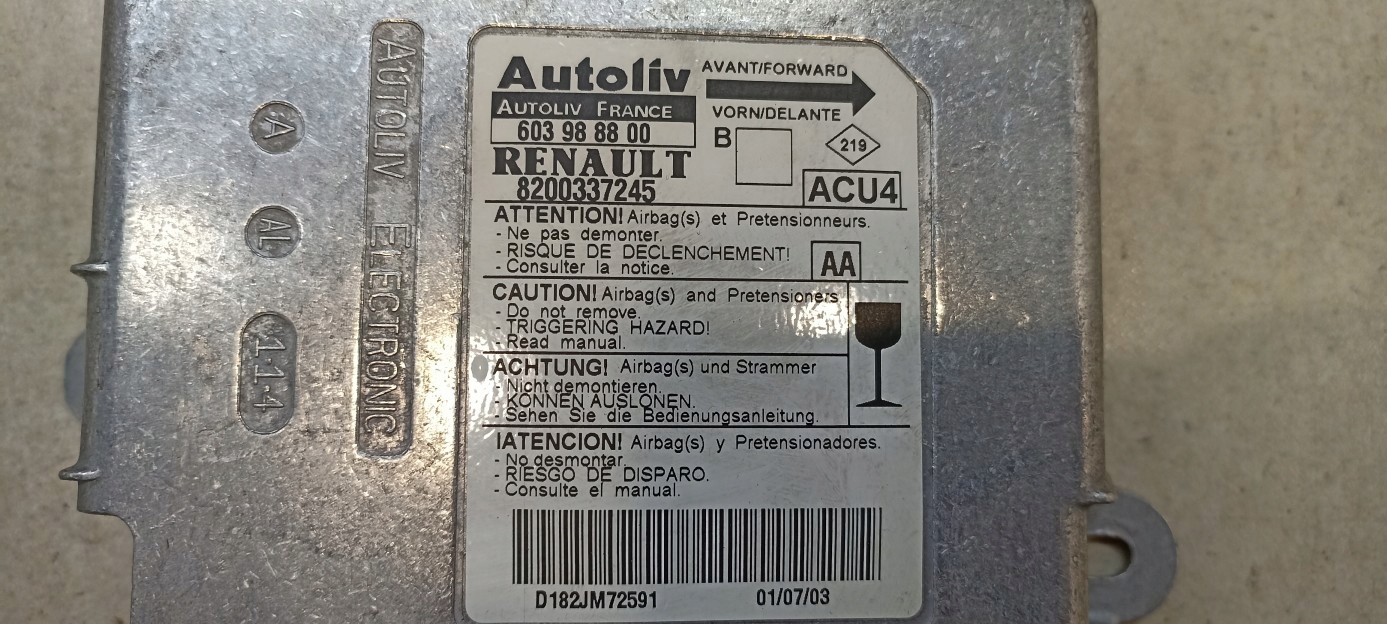 A
AL
1-1-4
AUTOLIV ELECTRONIC
Autoliv
AUTOLIV FRANCE
603 98 88 00
RENAULT
8200337245
AVANT/FORWARD
VORN/DELANTE
B
219
ACU4
ATTENTION! Airbag(s) et Pretensionneurs.
- Ne pas demonter.
- RISQUE DE DECLENCHEMENT!
- Consulter la notice.
AA
CAUTION! Airbag(s) and Pretensioners
- Do not remove.
- TRIGGERING HAZARD!
- Read manual.
ACHTUNG! Airbag(s) und Strammer
- Nicht demontieren.
- KONNEN AUSLONEN.
- Sehen Sie die Bedienungsanleitung.
IATENCION! Airbag(s) y Pretensionadores.
- No desmontar.
- RIESGO DE DISPARO.
- Consulte el manual.
D182JM72591 01/07/03